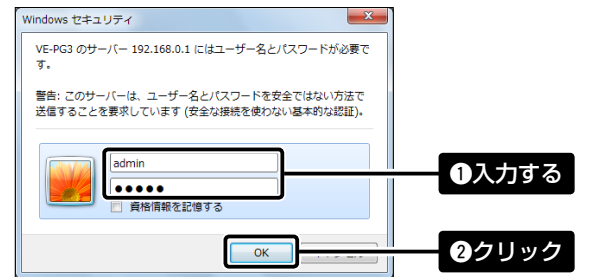 Windows セキュリティ
VE-PG3 のサーバー 192.168.0.1 にはユーザー名とパスワードが必要で
す。
警告: このサーバーは、ユーザー名とパスワードを安全ではない方法で
送信することを要求しています (安全な接続を使わない基本的な認証)。
admin
●●●●●
資格情報を記憶する
❶入力する
OK
❷クリック